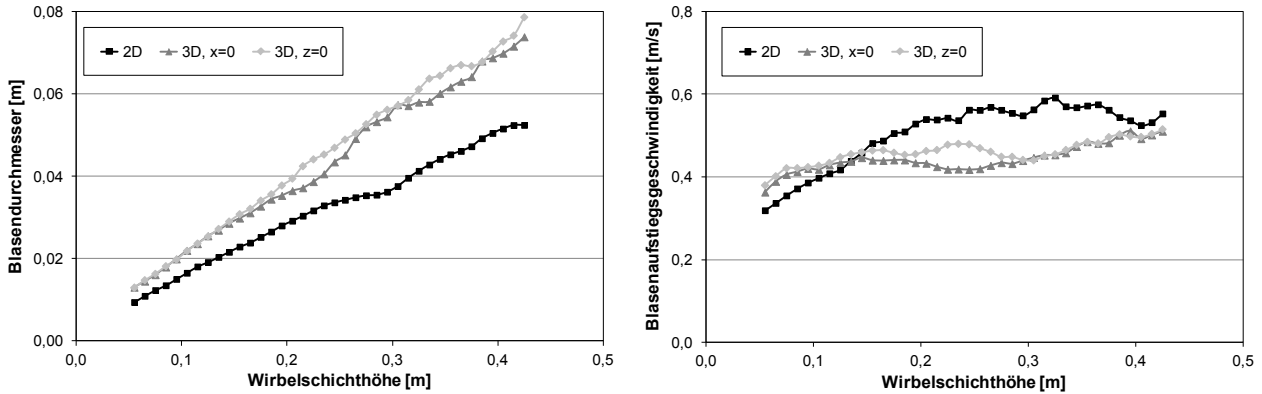 0,08
0,06
0,04
0,02
0,00
Blasendurchmesser [m]
2D
3D, x=0
3D, z=0
0,0
0,1
0,2
0,3
0,4
0,5
Wirbelschichthöhe [m]
0,8
0,6
0,4
0,2
0,0
Blasenaufstiegsgeschwindigkeit [m/s]
2D
3D, x=0
3D, z=0
0,0
0,1
0,2
0,3
0,4
0,5
Wirbelschichthöhe [m]